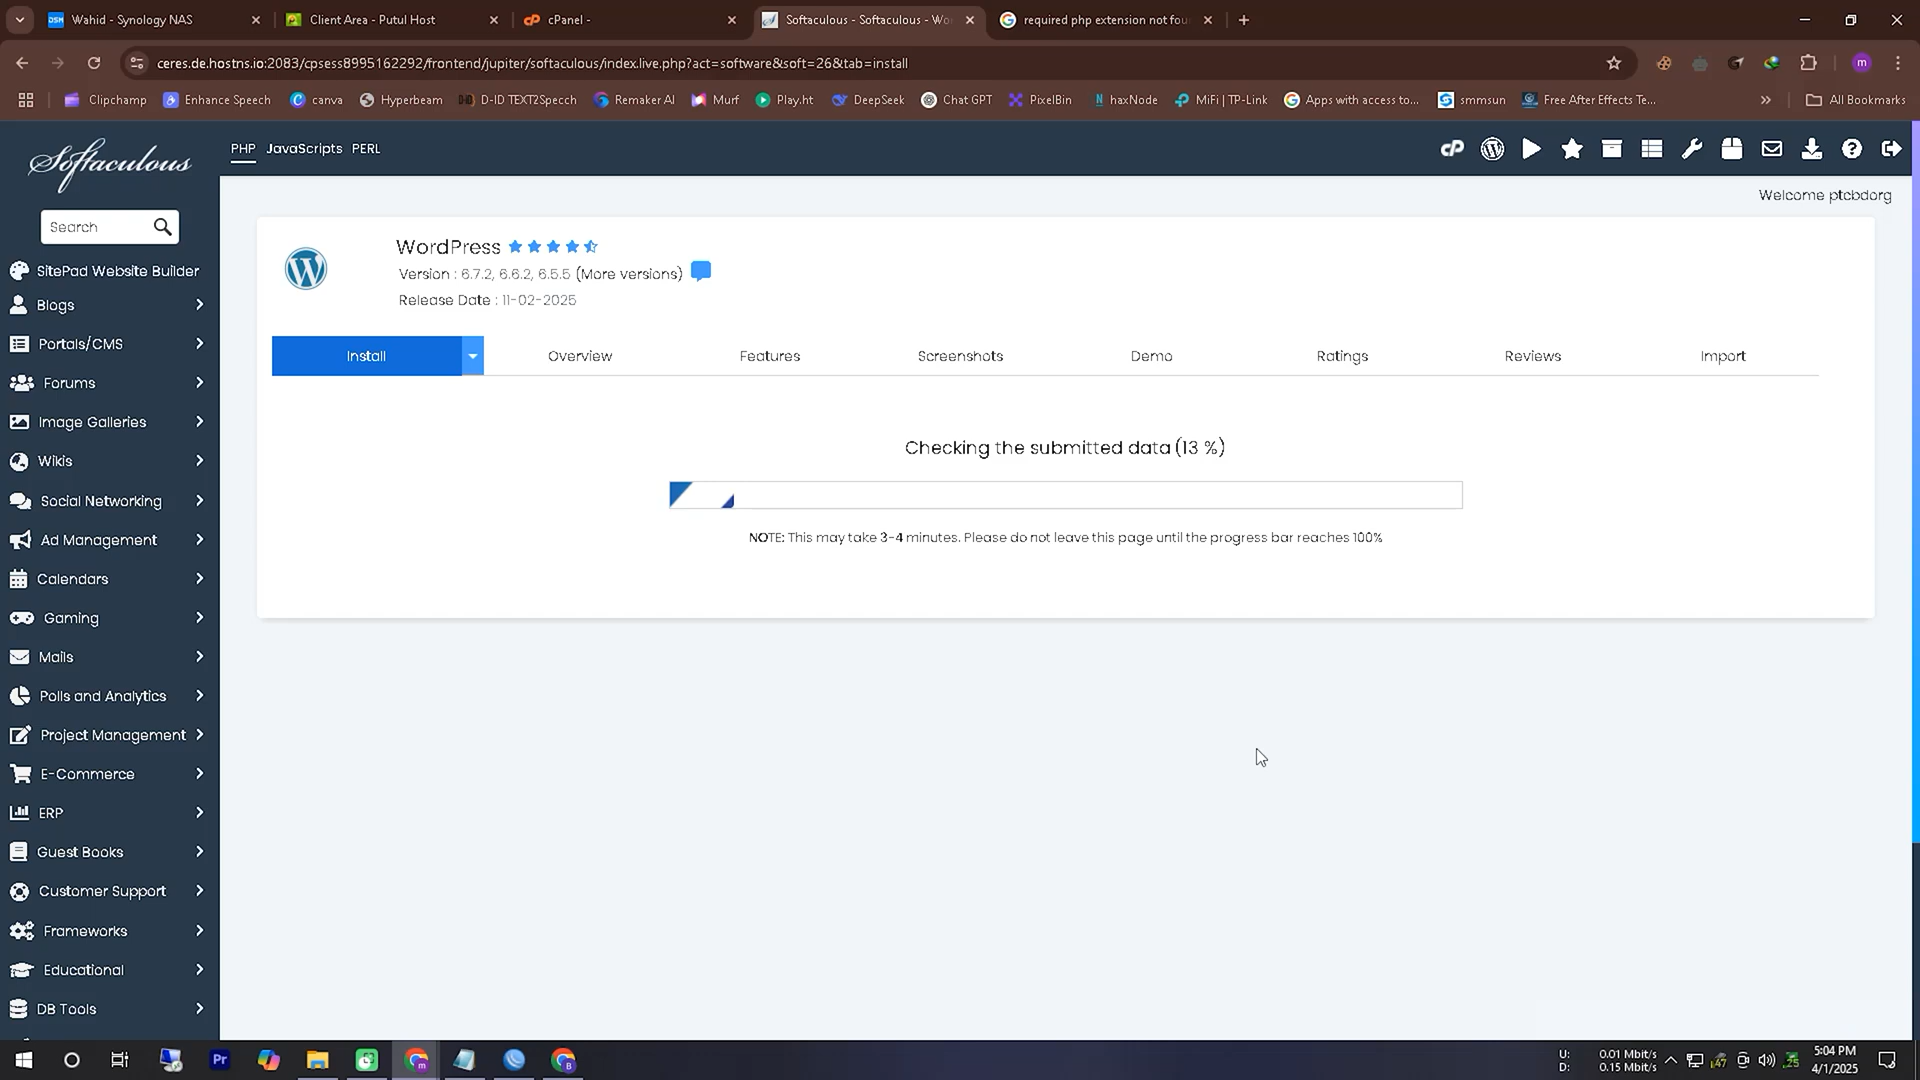 Wahid - Synology NAS
Client Area - Putul Host
cPanel -
Softaculous - Softaculous - Wo
required php extension not fou
ceres.de.hostns.io:2083/cpsess8995162292/frontend/jupiter/softaculous/index.live.php?act=software&soft=26&tab=install
Clipchamp
Enhance Speech
canva
Hyperbeam
D-ID TEXT2Specch
Remaker AI
Murf
Play.ht
DeepSeek
Chat GPT
PixelBin
haxNode
MiFi | TP-Link
Apps with access to...
smmsun
Free After Effects Te...
All Bookmarks
Softaculous
PHP JavaScripts PERL
Welcome ptcbdorg
Search
SitePad Website Builder
Blogs
Portals/CMS
Forums
Image Galleries
Wikis
Social Networking
Ad Management
Calendars
Gaming
Mails
Polls and Analytics
Project Management
E-Commerce
ERP
Guest Books
Customer Support
Frameworks
Educational
DB Tools
WordPress
Version : 6.7.2, 6.6.2, 6.5.5 (More versions)
Release Date : 11-02-2025
Install
Overview
Features
Screenshots
Demo
Ratings
Reviews
Import
Checking the submitted data (13 %)
NOTE: This may take 3-4 minutes. Please do not leave this page until the progress bar reaches 100%
U: 0.01 Mbit/s
D: 0.15 Mbit/s
5:04 PM
4/1/2025